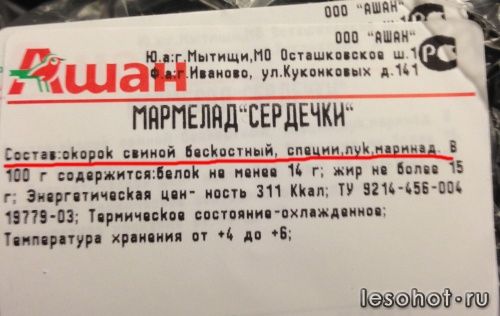 ООО "АШАН"
ООО "АШАН"
Ашан
Ю.а:г.Мытищи,МО Осташковское ш.1
Ф.а:г.Иваново, ул.Куконковых д.141
РС
МАРМЕЛАД"СЕРДЕЧКИ"
Состав:окорок свиной бескостный, специи,лук,маринад. В
100 г содержится:белок не менее 14 г; жир не более 15
г; Энергетическая цен- ность 311 Ккал; ТУ 9214-456-004
19779-03; Термическое состояние-охлажденное;
Температура хранения от +4 до +6;
lesohot.ru